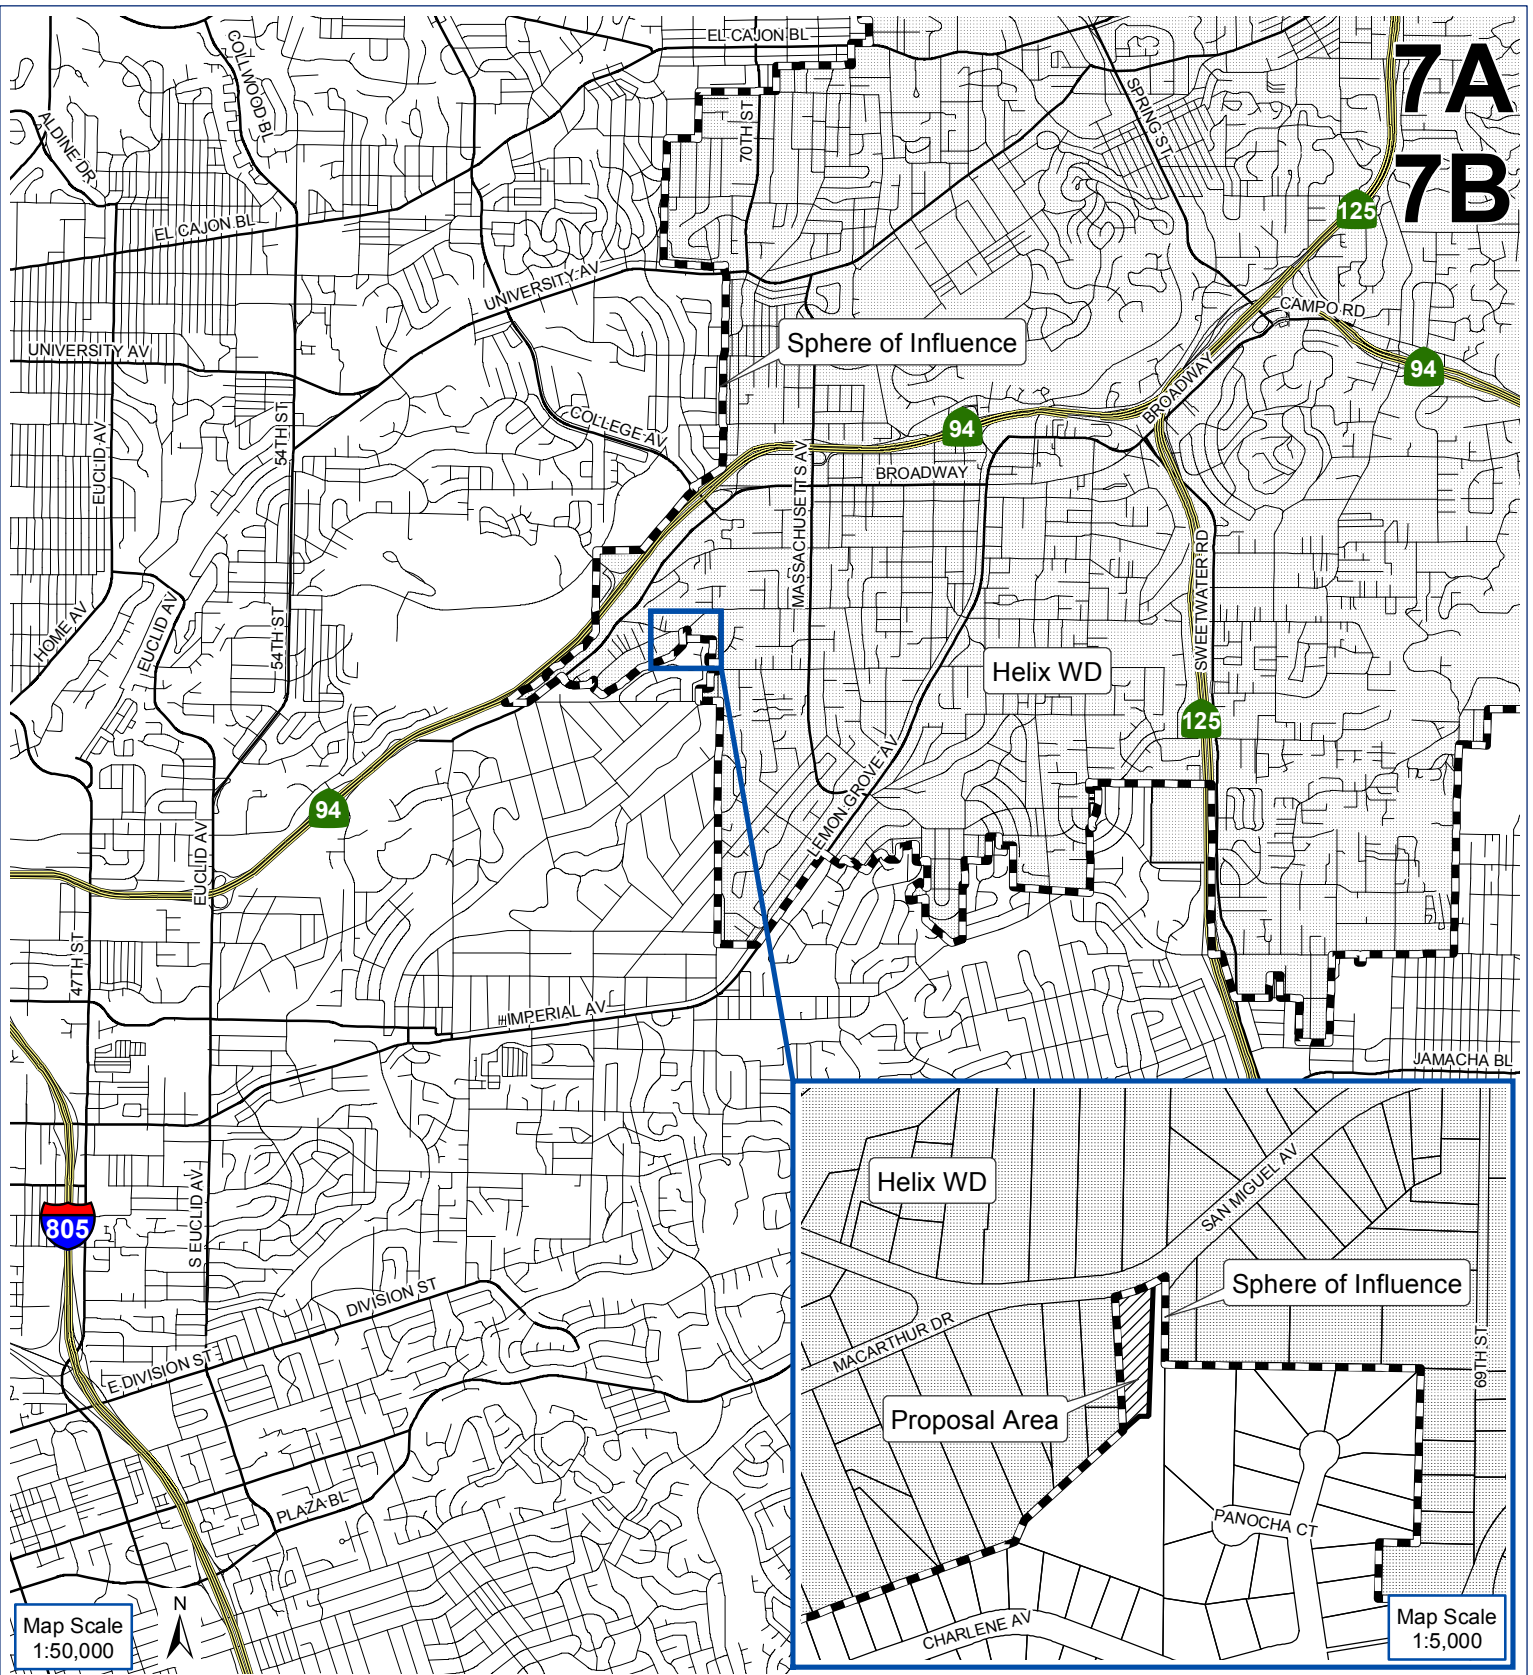 EL CAJON BL
7A
7B
COLLWOOD BL
ALDINE DR
70TH ST
SPRING ST
125
EL CAJON BL
UNIVERSITY AV
CAMPO RD
Sphere of Influence
UNIVERSITY AV
94
BROADWAY
COLLEGE AV
94
54TH ST
EUCLID AV
MASSACHUSETTS AV
BROADWAY
SWEETWATER RD
HOME AV
EUCLID AV
54TH ST
Helix WD
125
94
LEMON GROVE AV
EUCLID AV
47TH ST
IMPERIAL AV
JAMACHA BL
805
S EUCLID AV
DIVISION ST
E DIVISION ST
PLAZA BL
N
Map Scale
1:50,000
Helix WD
SAN MIGUEL AV
Sphere of Influence
MACARTHUR DR
69TH ST
Proposal Area
PANOCHA CT
CHARLENE AV
Map Scale
1:5,000